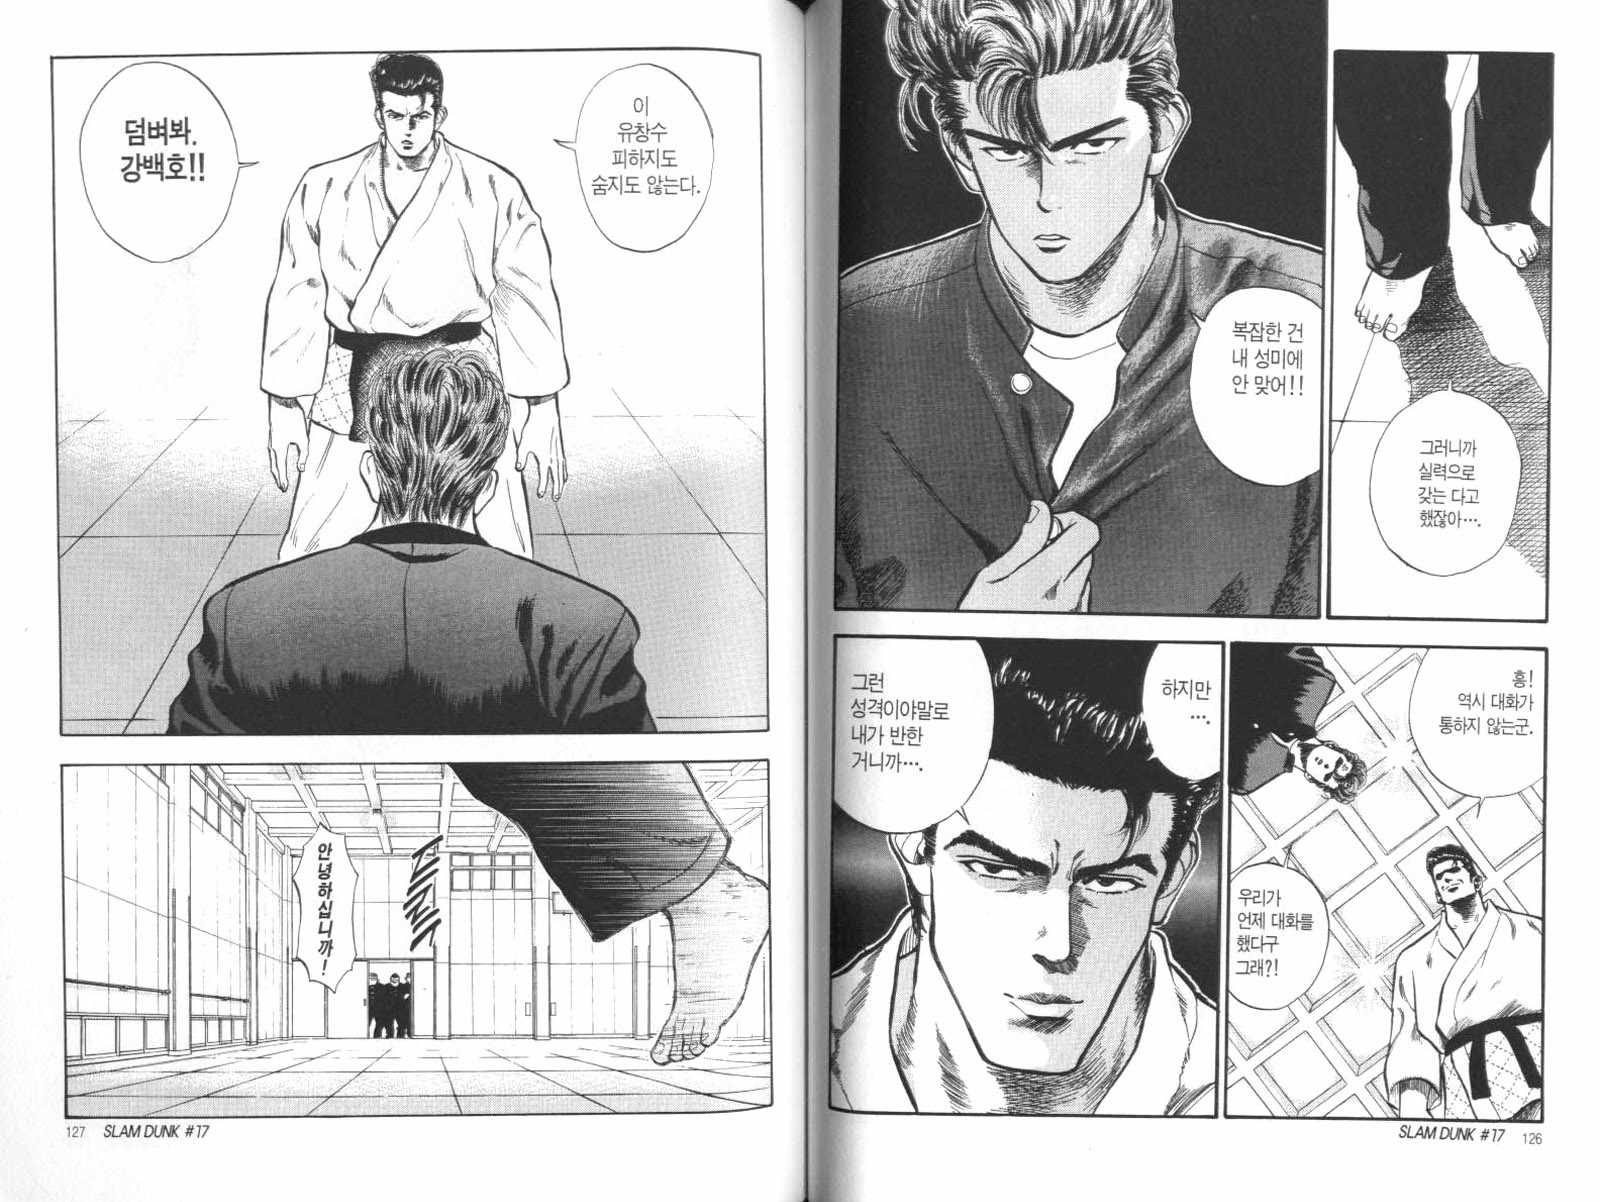 그러니까
실력으로
갖는 다고
했잖아….
복잡한 건
내 성미에
안 맞어!!
흥!
역시 대화가
통하지 않는군.
우리가
언제 대화를
했다구
그래?!
하지만
….
그런
성격이야말로
내가 반한
거니까….
SLAM DUNK #17 126
이
유창수
피하지도
숨지도 않는다.
덤벼봐.
강백호!!
안녕하십니까!
127 SLAM DUNK #17